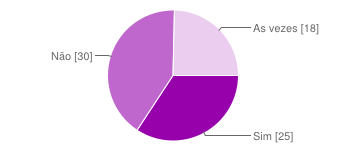 As vezes [18]
Não [30]
Sim [25]